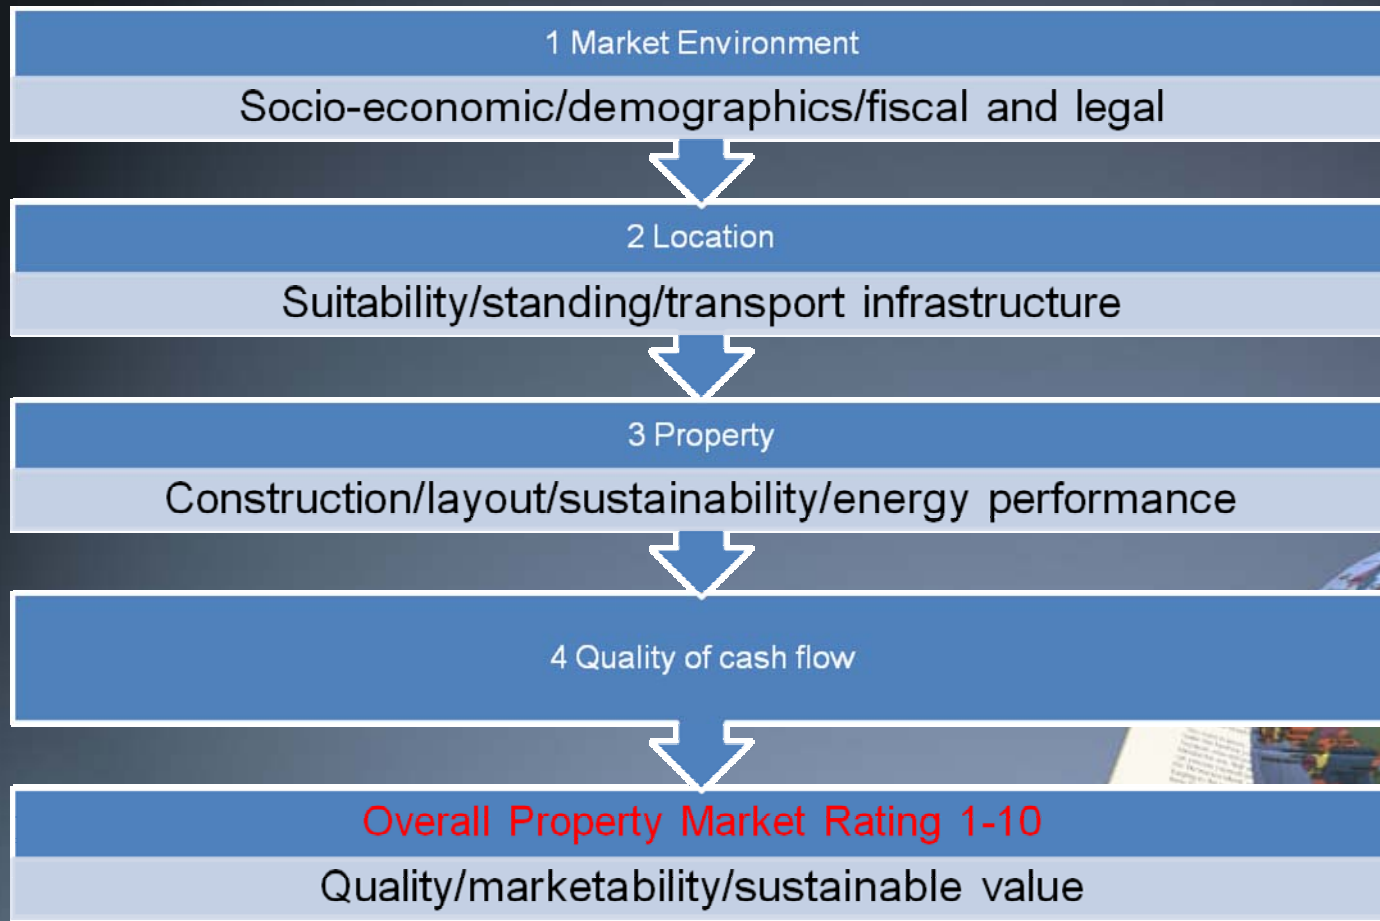 1 Market Environment
Socio-economic/demographics/fiscal and legal
2 Location
Suitability/standing/transport infrastructure
3 Property
Construction/layout/sustainability/energy performance
4 Quality of cash flow
Overall Property Market Rating 1-10
Quality/marketability/sustainable value